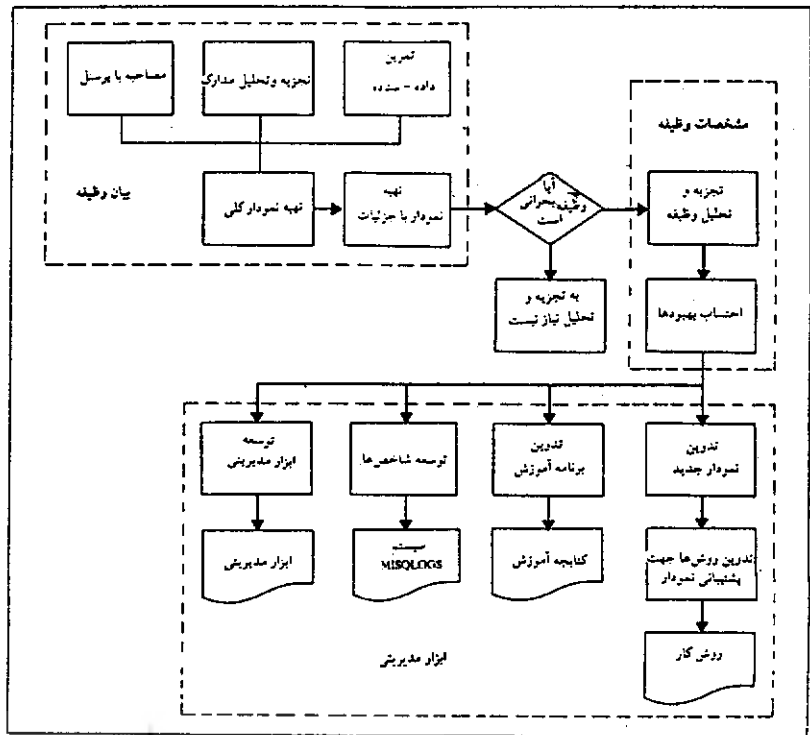 تمرین
داده - ستاده
تجزیه و تحلیل مدارک
مصاحبه با پرسنل
بیان وظیفه
تهیه نمودار کلی
تهیه
نمودار با جزئیات
آیا
وظیفه بحرانی
است
به تجزیه و
تحلیل نیاز نیست
مشخصات وظیفه
تجزیه و
تحلیل وظیفه
احتساب بهبودها
تدوین
نمودار جدید
تدوین
برنامه آموزش
توسعه شاخص‌ها
توسعه
ابزار مدیریتی
تدوین روش‌ها جهت
پشتیبانی نمودار
کتابچه آموزش
سیستم
MISQLOGS
ابزار مدیریتی
روش کار
ابزار مدیریتی